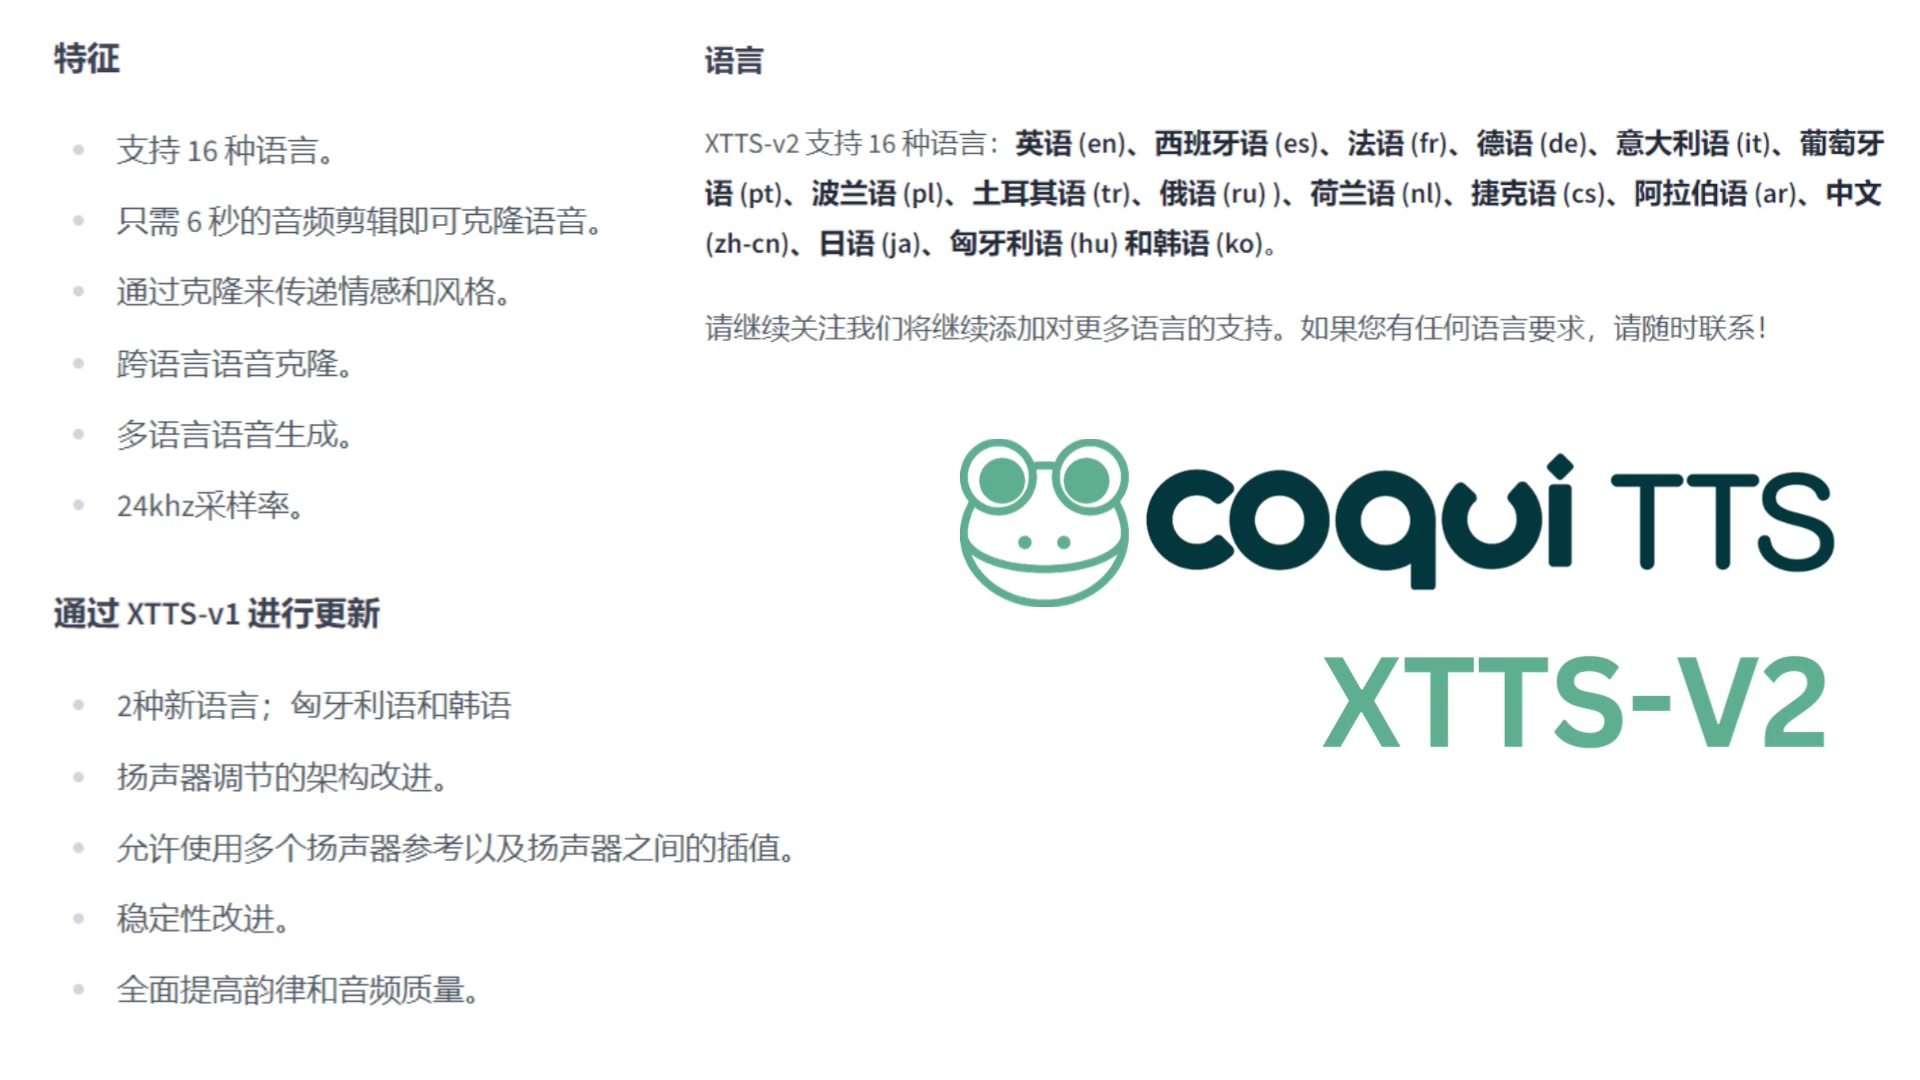 特征
支持 16 种语言。
只需 6 秒的音频剪辑即可克隆语音。
通过克隆来传递情感和风格。
跨语言语音克隆。
多语言语音生成。
24khz采样率。
通过 XTTS-v1 进行更新
2种新语言；匈牙利语和韩语
扬声器调节的架构改进。
允许使用多个扬声器参考以及扬声器之间的插值。
稳定性改进。
全面提高韵律和音频质量。
语言
XTTS-v2 支持 16 种语言：英语 (en)、西班牙语 (es)、法语 (fr)、德语 (de)、意大利语 (it)、葡萄牙
语 (pt)、波兰语 (pl)、土耳其语 (tr)、俄语 (ru) )、荷兰语 (nl)、捷克语 (cs)、阿拉伯语 (ar)、中文
(zh-cn)、日语 (ja)、匈牙利语 (hu) 和韩语 (ko)。
请继续关注我们将继续添加对更多语言的支持。如果您有任何语言要求，请随时联系！
coqui TTS
XTTS-V2